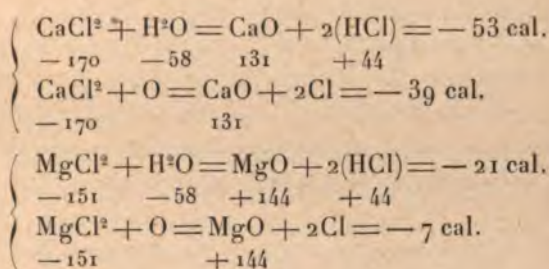 CaCl² + H²O = CaO + 2(HCl) = — 53 cal.
— 170 — 58 131 + 44
CaCl² + O = CaO + 2Cl = — 39 cal.
— 170 131
MgCl² + H²O = MgO + 2(HCl) = — 21 cal.
— 151 — 58 + 144 + 44
MgCl² + O = MgO + 2Cl = — 7 cal.
— 151 + 144